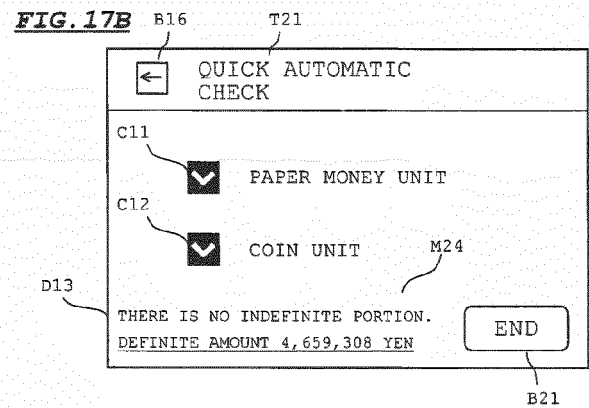 FIG. 17B B16 T21
QUICK AUTOMATIC
CHECK
C11
PAPER MONEY UNIT
C12
COIN UNIT
M24
D13
THERE IS NO INDEFINITE PORTION.
DEFINITE AMOUNT 4,659,308 YEN
END
B21